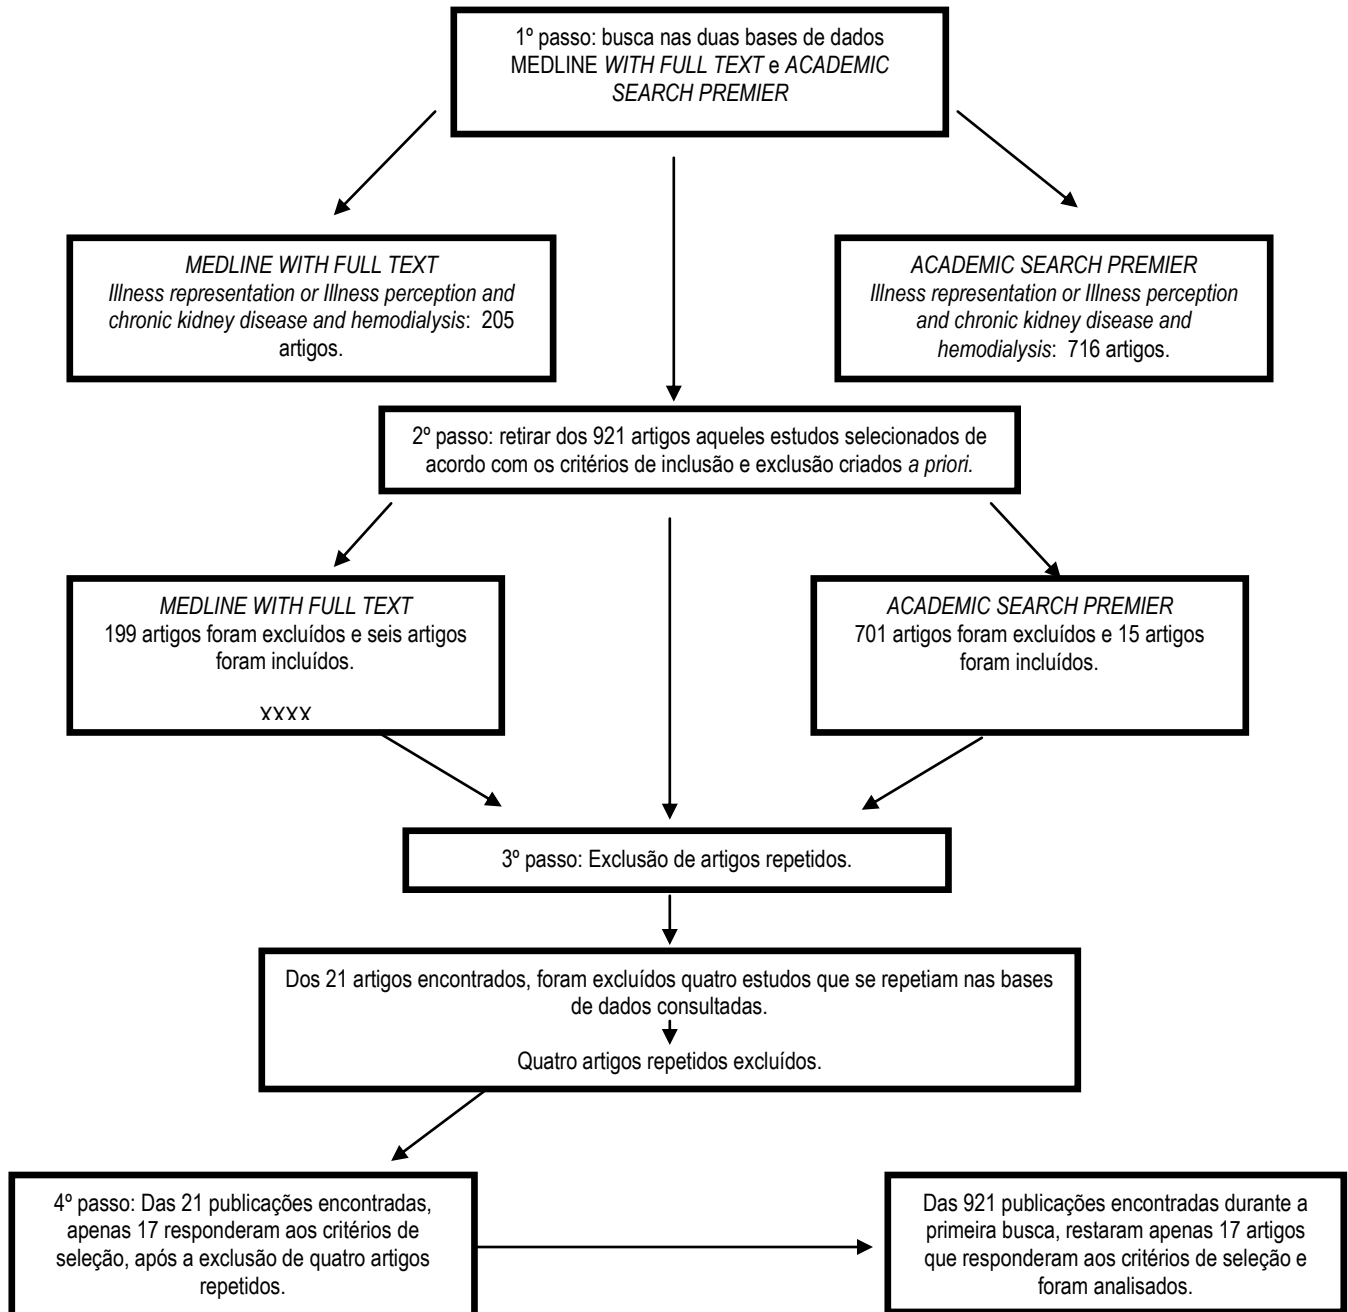 1º passo: busca nas duas bases de dados
MEDLINE WITH FULL TEXT e ACADEMIC
SEARCH PREMIER
MEDLINE WITH FULL TEXT
Illness representation or Illness perception and
chronic kidney disease and hemodialysis: 205
artigos.
ACADEMIC SEARCH PREMIER
Illness representation or Illness perception
and chronic kidney disease and
hemodialysis: 716 artigos.
2º passo: retirar dos 921 artigos aqueles estudos selecionados de
acordo com os critérios de inclusão e exclusão criados a priori.
MEDLINE WITH FULL TEXT
199 artigos foram excluídos e seis artigos
foram incluídos.
XXXX
ACADEMIC SEARCH PREMIER
701 artigos foram excluídos e 15 artigos
foram incluídos.
3º passo: Exclusão de artigos repetidos.
Dos 21 artigos encontrados, foram excluídos quatro estudos que se repetiam nas bases
de dados consultadas.
Quatro artigos repetidos excluídos.
4º passo: Das 21 publicações encontradas,
apenas 17 responderam aos critérios de
seleção, após a exclusão de quatro artigos
repetidos.
Das 921 publicações encontradas durante a
primeira busca, restaram apenas 17 artigos
que responderam aos critérios de seleção e
foram analisados.